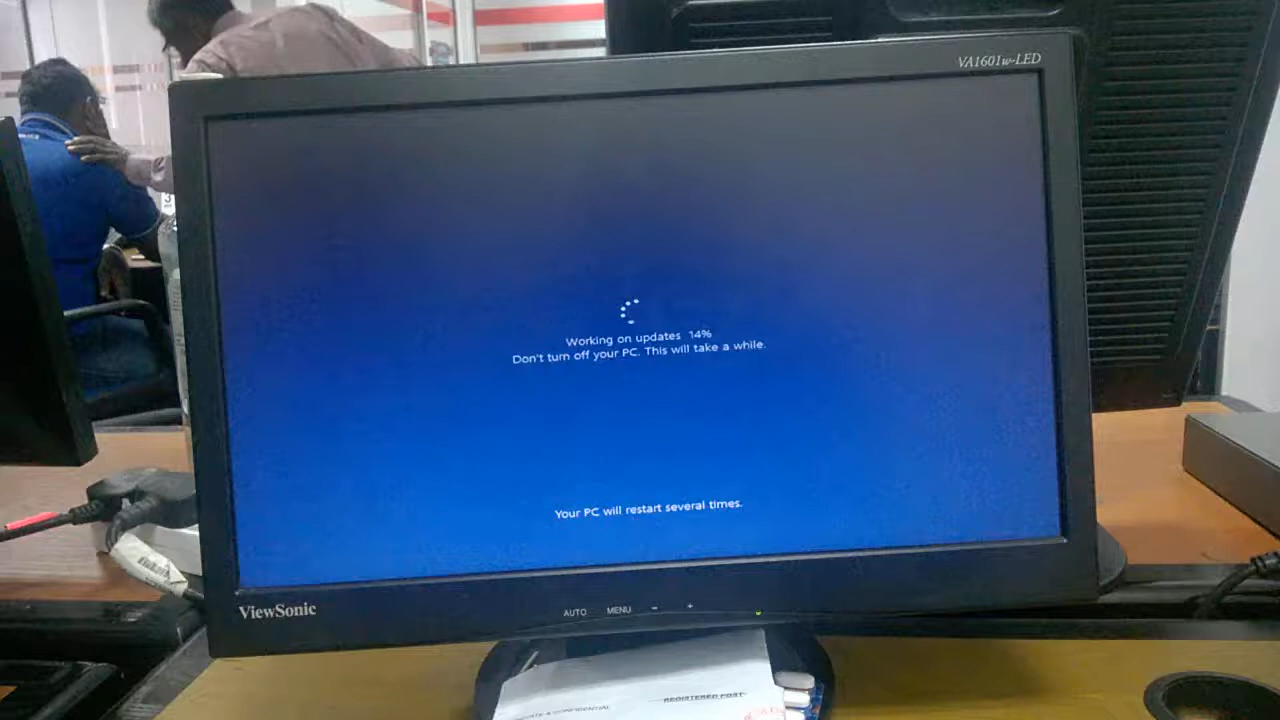 VA1601w-LED
Working on updates 14%
Don't turn off your PC. This will take a while.
Your PC will restart several times.
ViewSonic
AUTO MENU - +
REGISTERED POST
& CONFIDENTIAL